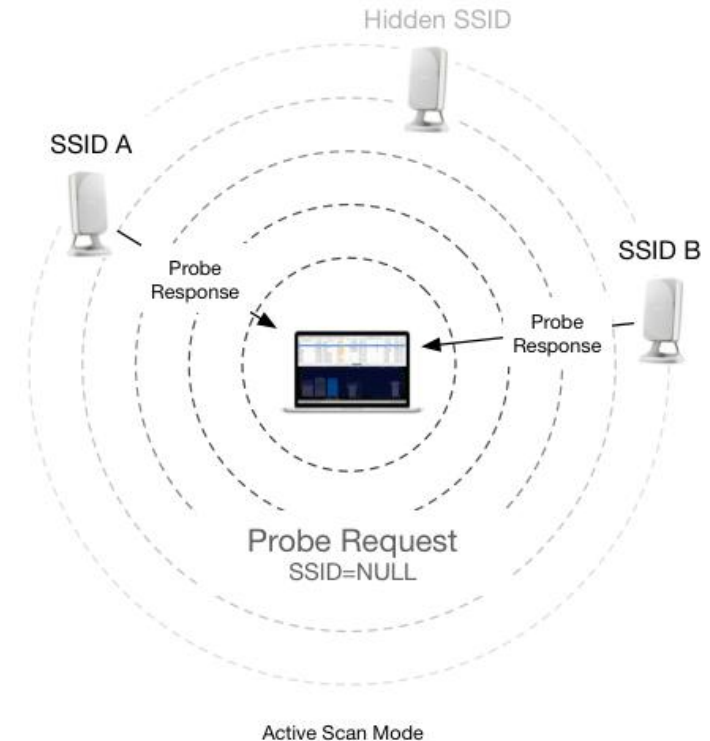 Hidden SSID
SSID A
SSID B
Probe
Response
Probe
Response
Probe Request
SSID=NULL
Active Scan Mode